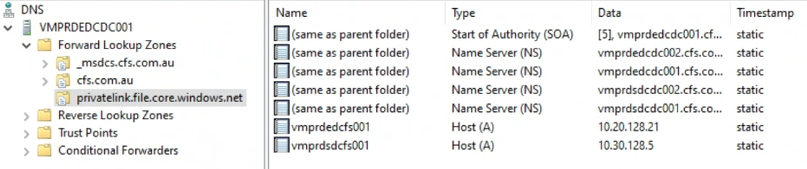 DNS
VMPRDEDCDC001
Forward Lookup Zones
_msdcs.cfs.com.au
cfs.com.au
privatelink.file.core.windows.net
Reverse Lookup Zones
Trust Points
Conditional Forwarders
Name Type Data Timestamp
(same as parent folder) Start of Authority (SOA) [5], vmprdedcdc001.cf... static
(same as parent folder) Name Server (NS) vmprdedcdc002.cfs.co... static
(same as parent folder) Name Server (NS) vmprdedcdc001.cfs.co... static
(same as parent folder) Name Server (NS) vmprdsdcdc002.cfs.co... static
(same as parent folder) Name Server (NS) vmprdsdcdc001.cfs.co... static
vmprdedcfs001 Host (A) 10.20.128.21 static
vmprdsdcfs001 Host (A) 10.30.128.5 static